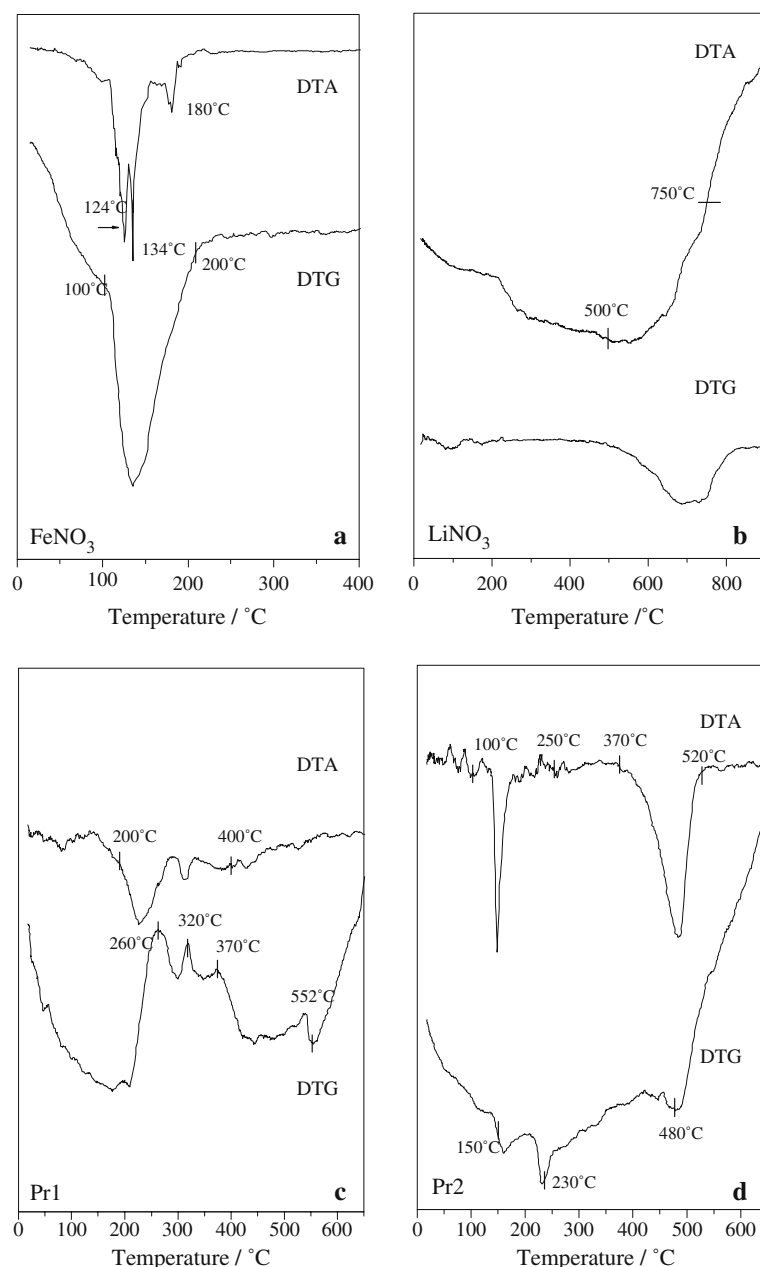 DTA
180°C
124°C
134°C
200°C
100°C
DTG
FeNO3
a
0 100 200 300 400
Temperature / °C
DTA
750°C
500°C
DTG
LiNO3
b
0 200 400 600 800
Temperature / °C
DTA
200°C
400°C
320°C
260°C
370°C
552°C
DTG
Pr1
c
0 100 200 300 400 500 600
Temperature / °C
DTA
100°C
250°C
370°C
520°C
DTG
150°C
480°C
230°C
Pr2
d
0 100 200 300 400 500 600
Temperature / °C